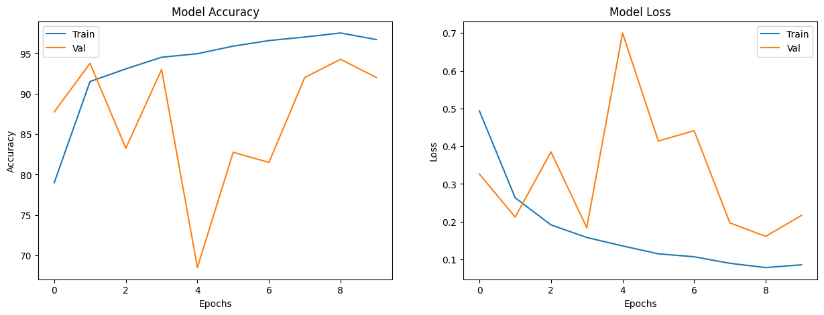 Model Accuracy
Train
Val
95
90
85
80
75
70
Accuracy
0
2
4
6
8
Epochs
Model Loss
Train
Val
0.7
0.6
0.5
0.4
0.3
0.2
0.1
Loss
0
2
4
6
8
Epochs